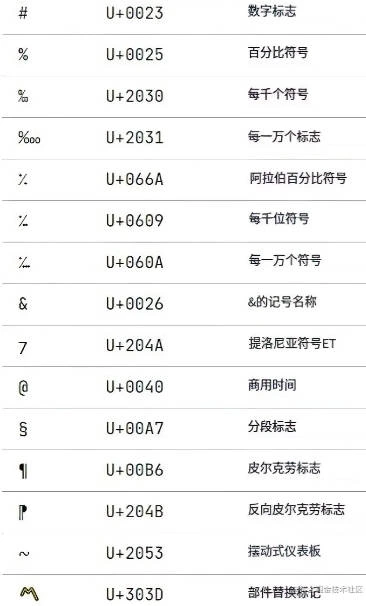 # U+0023 数字标志
% U+0025 百分比符号
‰ U+2030 每千个符号
‱ U+2031 每一万个标志
٪ U+066A 阿拉伯百分比符号
؉ U+0609 每千位符号
؊ U+060A 每一万个符号
& U+0026 &的记号名称
⁊ U+204A 提洛尼亚符号ET
@ U+0040 商用时间
§ U+00A7 分段标志
¶ U+00B6 皮尔克劳标志
⁋ U+204B 反向皮尔克劳标志
⁓ U+2053 摆动式仪表板
〽 U+303D 部件替换标记
金技术社区